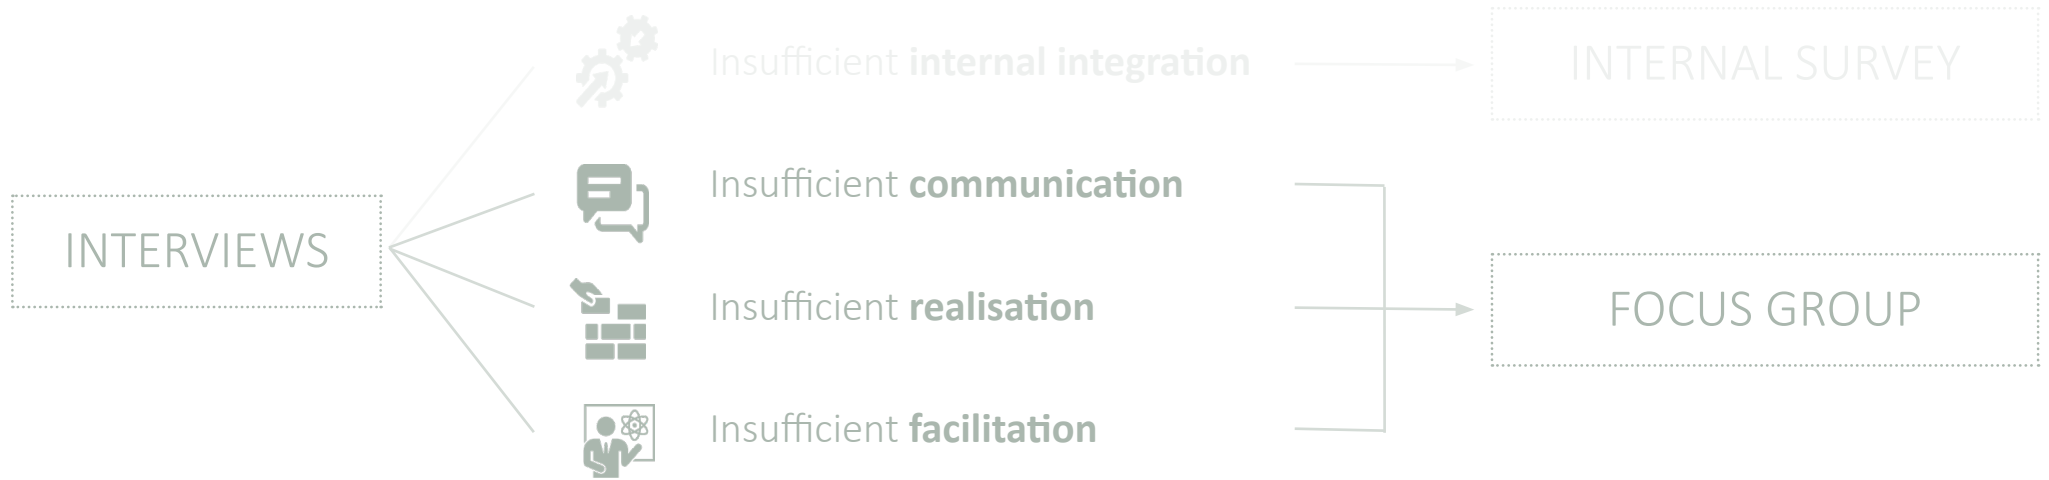 Insufficient internal integration
INTERNAL SURVEY
Insufficient communication
INTERVIEWS
Insufficient realisation
FOCUS GROUP
Insufficient facilitation